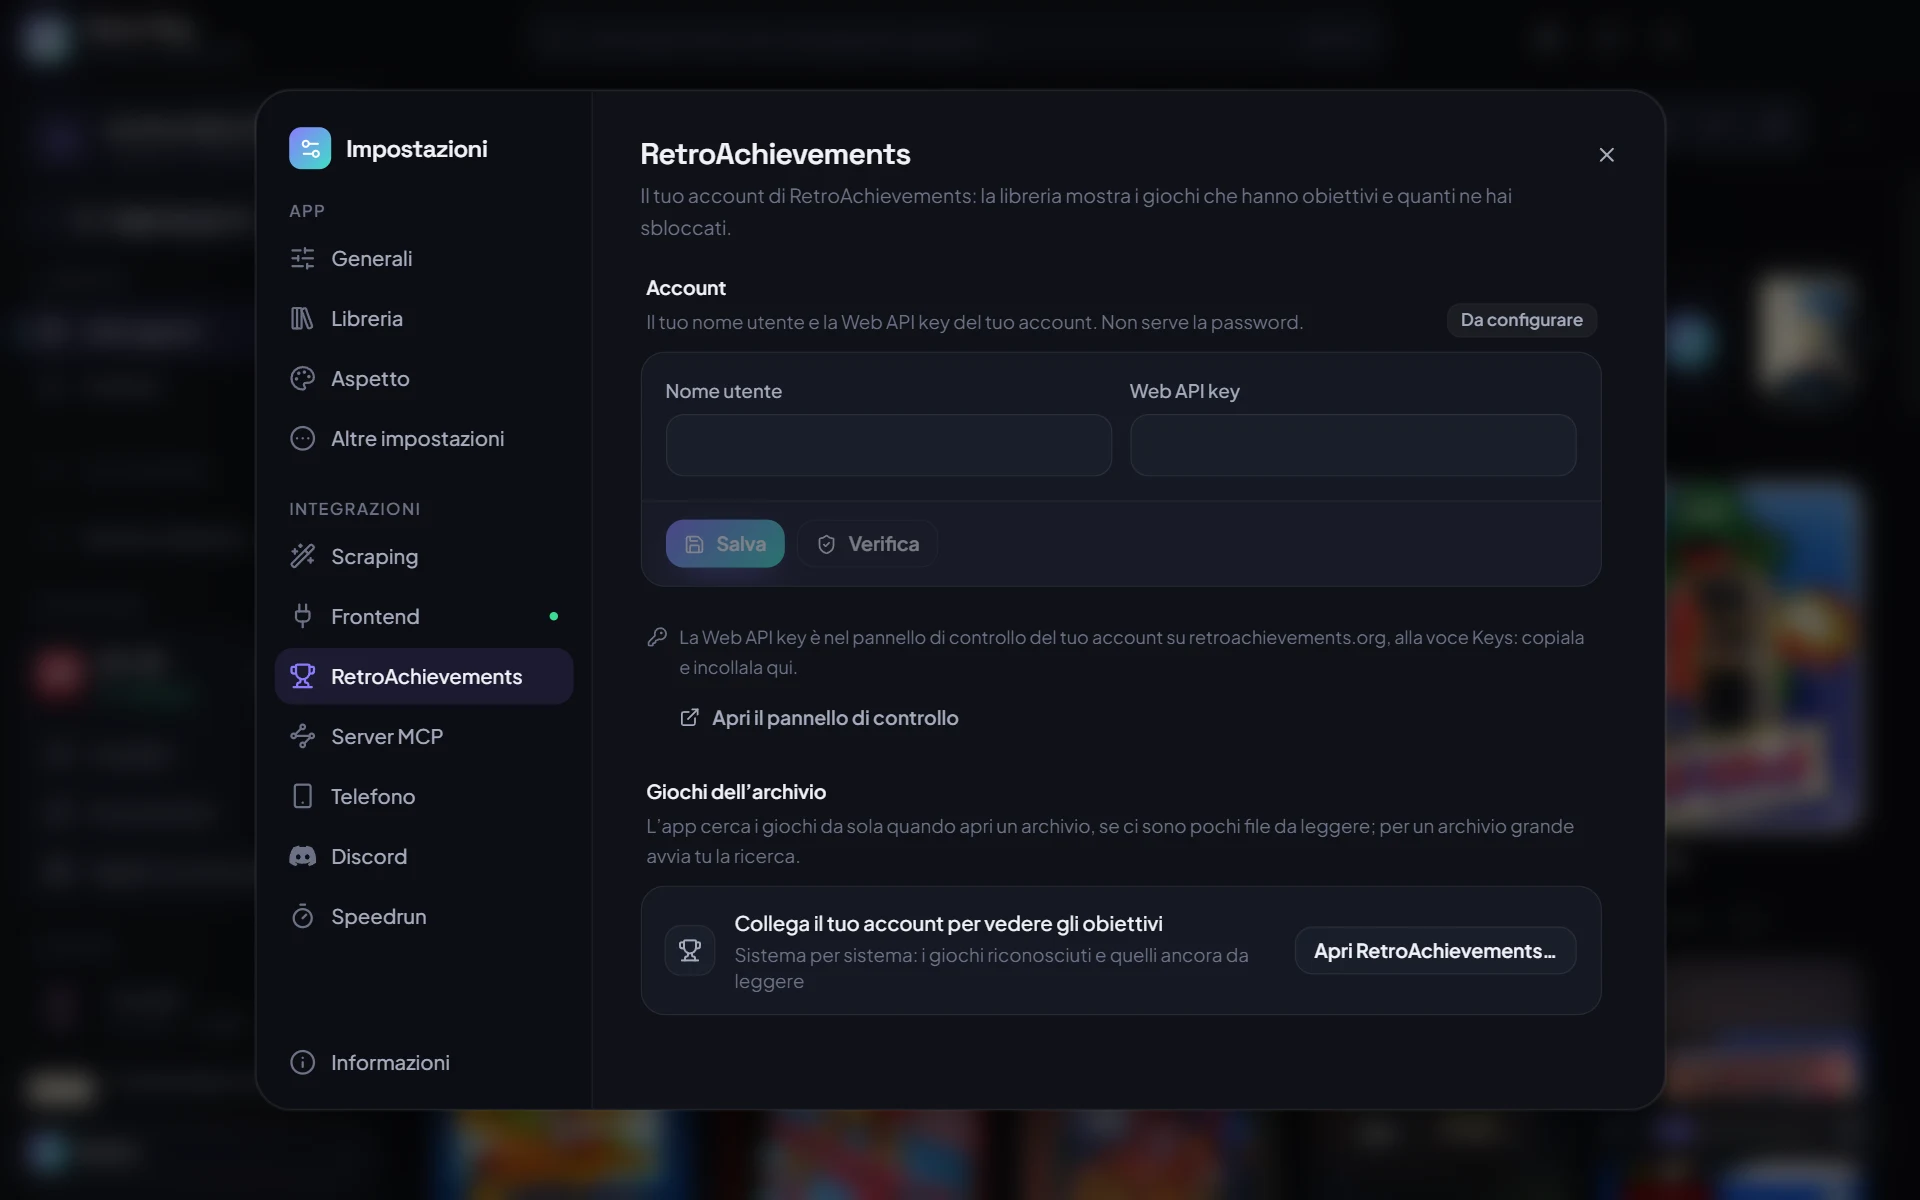 Impostazioni
APP
Generali
Libreria
Aspetto
Altre impostazioni
INTEGRAZIONI
Scraping
Frontend
RetroAchievements
Server MCP
Telefono
Discord
Speedrun
Informazioni
RetroAchievements
Il tuo account di RetroAchievements: la libreria mostra i giochi che hanno obiettivi e quanti ne hai
sbloccati.
Account
Il tuo nome utente e la Web API key del tuo account. Non serve la password.
Da configurare
Nome utente
Web API key
Salva
Verifica
La Web API key è nel pannello di controllo del tuo account su retroachievements.org, alla voce Keys: copiala
e incollala qui.
Apri il pannello di controllo
Giochi dell’archivio
L’app cerca i giochi da sola quando apri un archivio, se ci sono pochi file da leggere; per un archivio grande
avvia tu la ricerca.
Collega il tuo account per vedere gli obiettivi
Sistema per sistema: i giochi riconosciuti e quelli ancora da
leggere
Apri RetroAchievements…